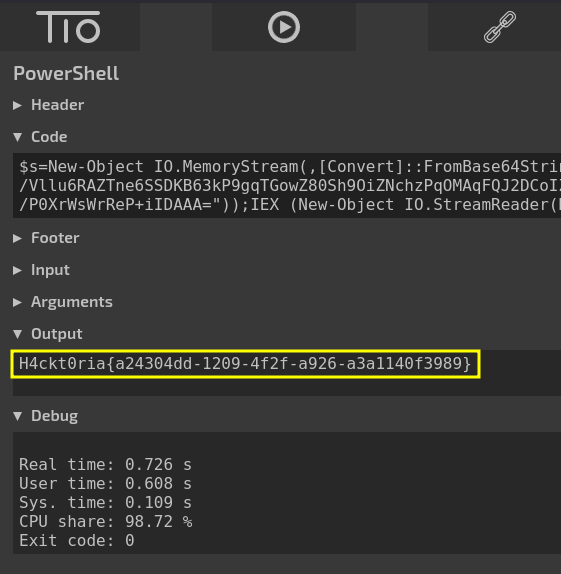 TIO
PowerShell
► Header
▼ Code
$s=New-Object IO.MemoryStream(,[Convert]::FromBase64Strin
/Vllu6RAZTne6SSDKB63kP9gqTGowZ80Sh9OiZNchzPqOMAqFQJ2DCoI
/P0XrWsWrReP+iIDAAA="));IEX (New-Object IO.StreamReader(
► Footer
► Input
► Arguments
▼ Output
H4ckt0ria{a24304dd-1209-4f2f-a926-a3a1140f3989}
▼ Debug
Real time: 0.726 s
User time: 0.608 s
Sys. time: 0.109 s
CPU share: 98.72 %
Exit code: 0